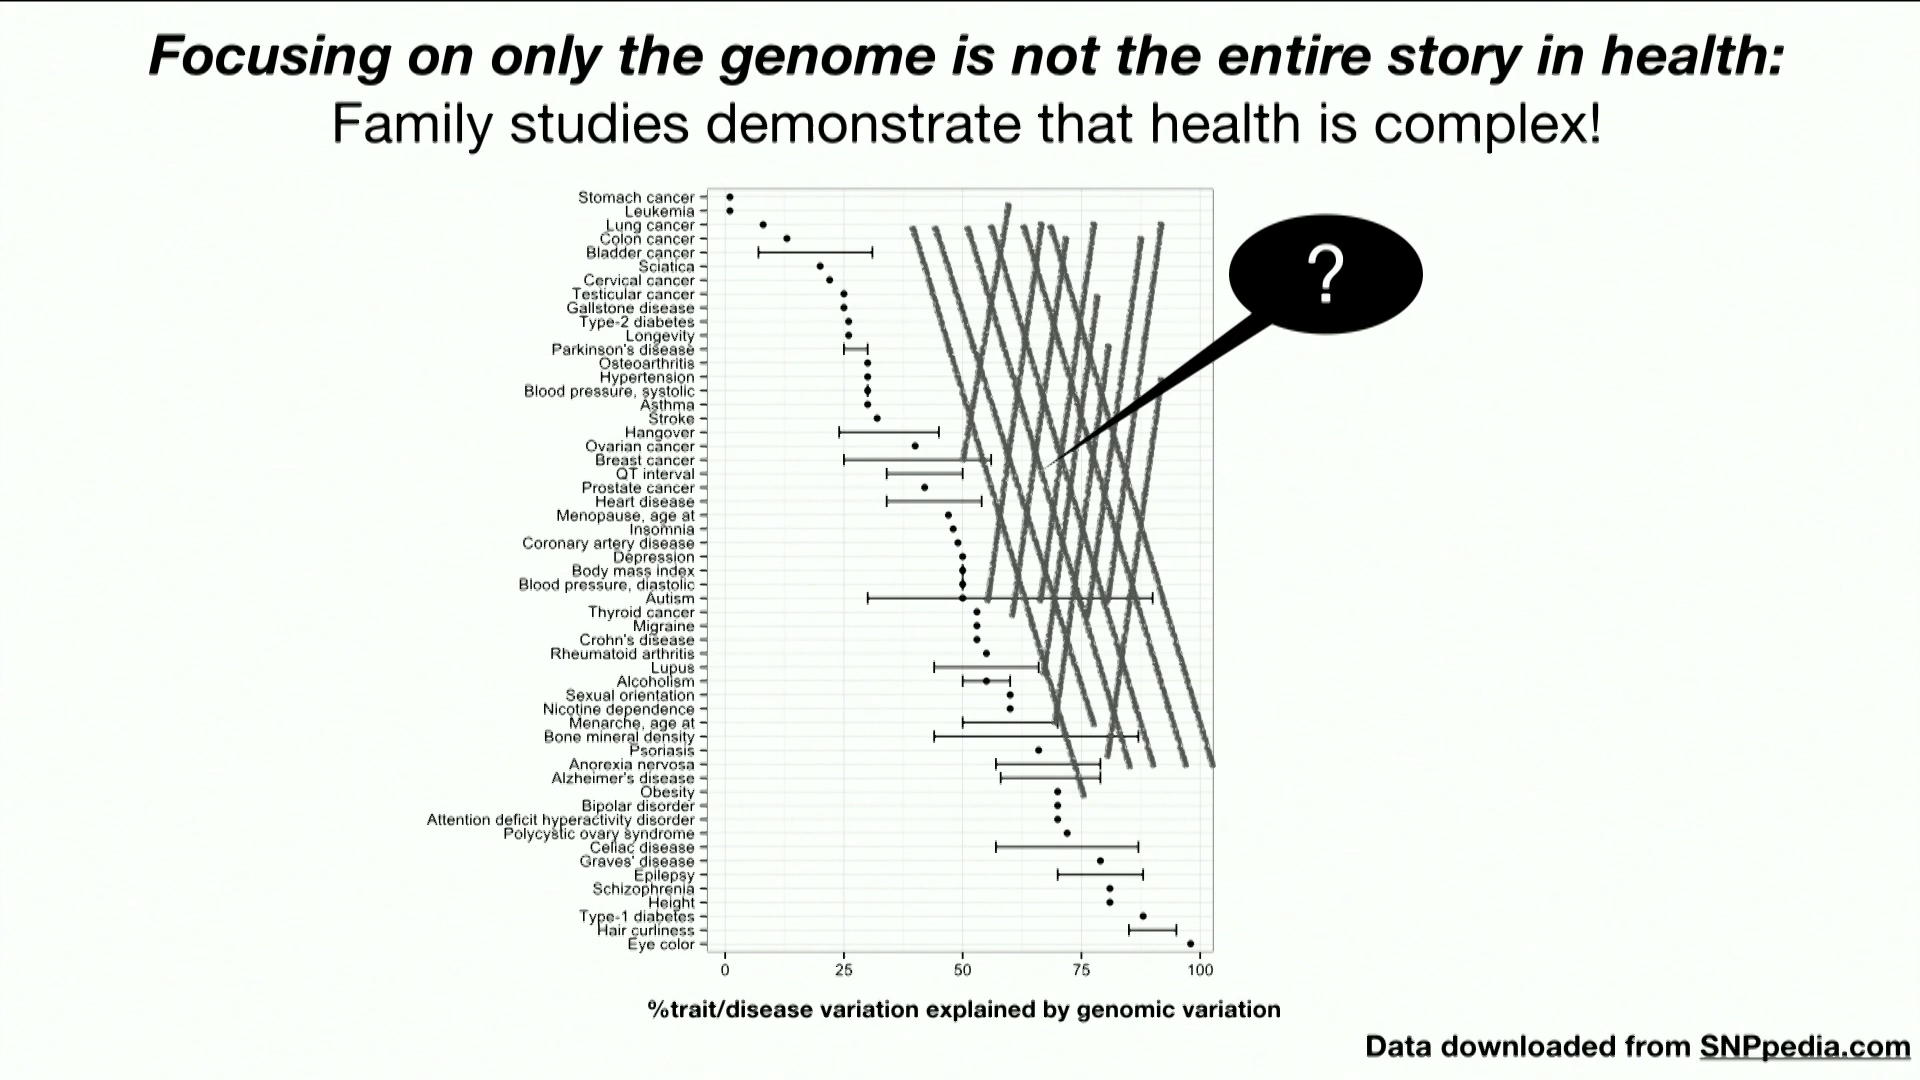 Focusing on only the genome is not the entire story in health:
Family studies demonstrate that health is complex!
?
Stomach cancer
Leukemia
Lung cancer
Colon cancer
Bladder cancer
Sciatica
Cervical cancer
Testicular cancer
Gallstone disease
Type-2 diabetes
Longevity
Parkinson's disease
Osteoarthritis
Hypertension
Blood pressure, systolic
Asthma
Stroke
Hangover
Ovarian cancer
Breast cancer
QT interval
Prostate cancer
Heart disease
Menopause, age at
Insomnia
Coronary artery disease
Depression
Body mass index
Blood pressure, diastolic
Autism
Thyroid cancer
Migraine
Crohn's disease
Rheumatoid arthritis
Lupus
Alcoholism
Sexual orientation
Nicotine dependence
Menarche, age at
Bone mineral density
Psoriasis
Anorexia nervosa
Alzheimer's disease
Obesity
Bipolar disorder
Attention deficit hyperactivity disorder
Polycystic ovary syndrome
Celiac disease
Graves' disease
Epilepsy
Schizophrenia
Height
Type-1 diabetes
Hair curliness
Eye color
0 25 50 75 100
%trait/disease variation explained by genomic variation
Data downloaded from SNPpedia.com